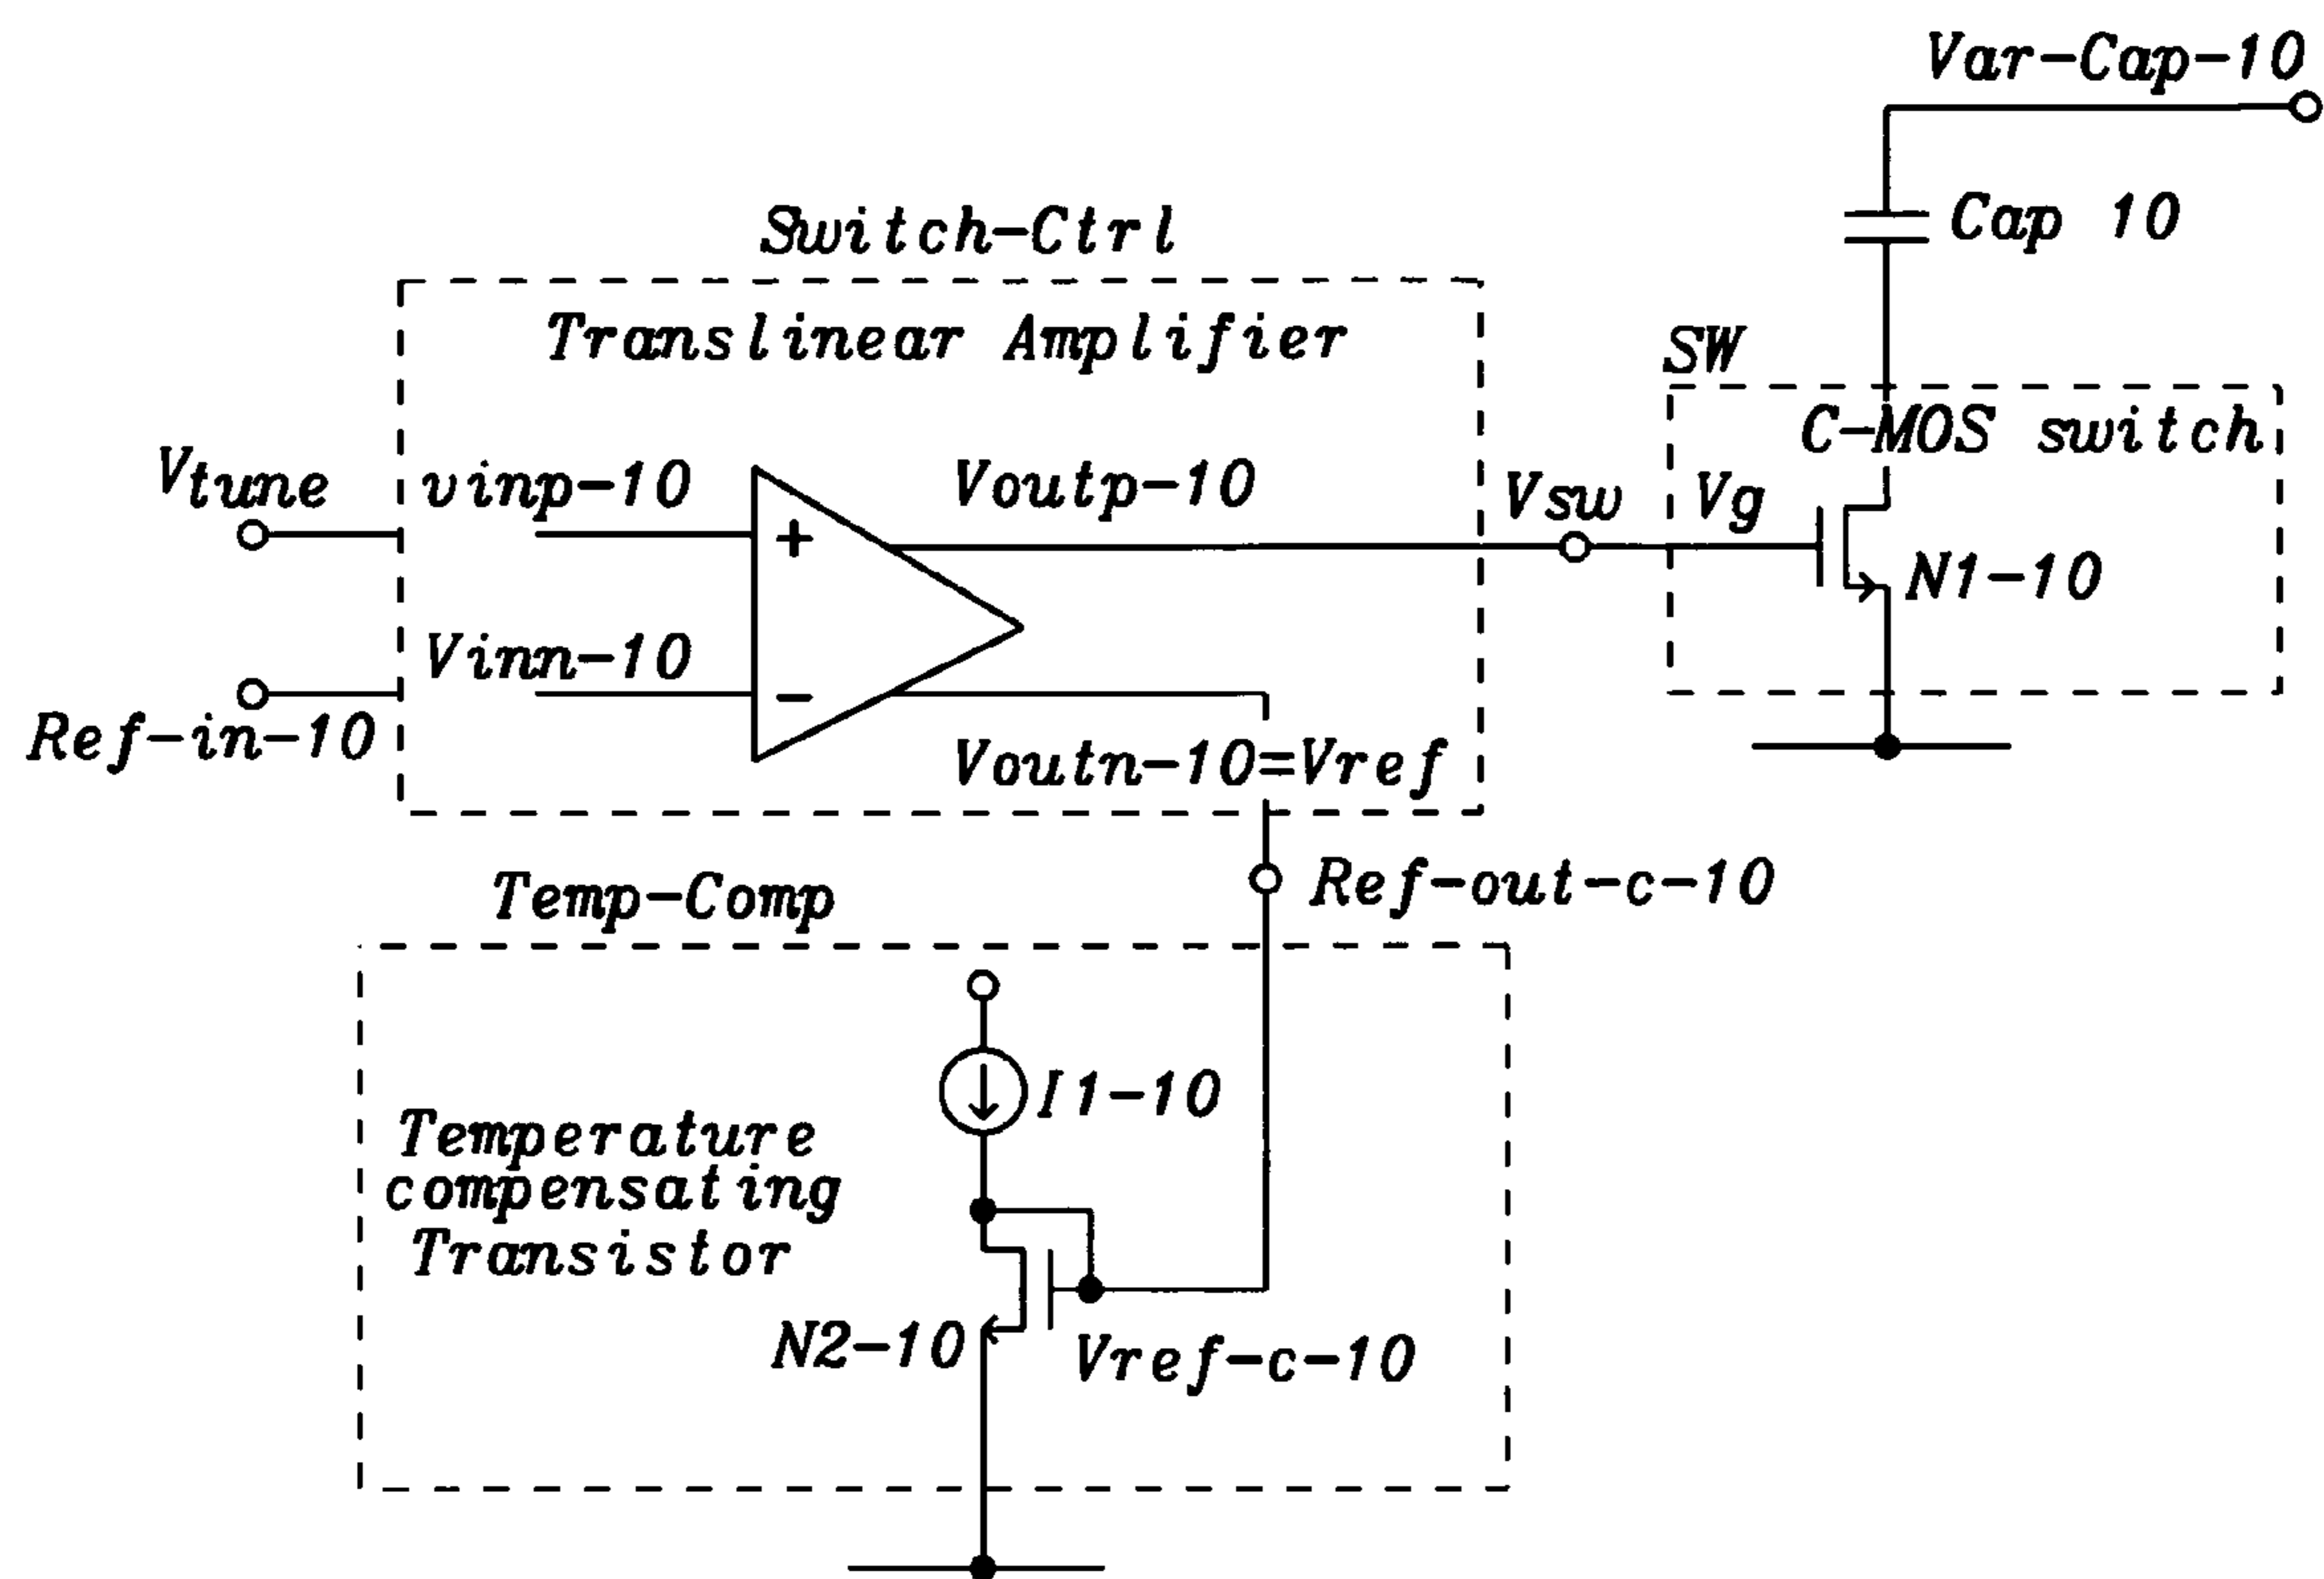 Var-Cap-10
Cap 10
Switch-Ctrl
Translinear Amplifier
SW
C-MOS switch
Vtune
vinp-10
Voutp-10
Vsw
Vg
+
N1-10
Vinn-10
-
Ref-in-10
Voutn-10=Vref
Ref-out-c-10
Temp-Comp
I1-10
Temperature
compensating
Transistor
N2-10
Vref-c-10